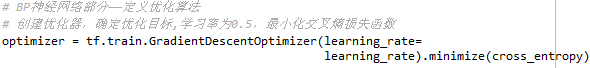 # BP神经网络部分—定义优化算法
# 创建优化器，确定优化目标,学习率为0.5，最小化交叉熵损失函数
optimizer = tf.train.GradientDescentOptimizer(learning_rate=
learning_rate).minimize(cross_entropy)